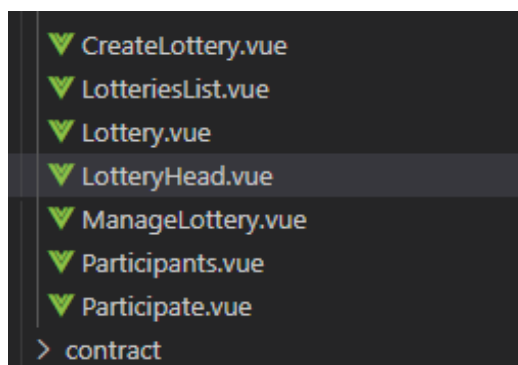 CreateLottery.vue
LotteriesList.vue
Lottery.vue
LotteryHead.vue
ManageLottery.vue
Participants.vue
Participate.vue
contract